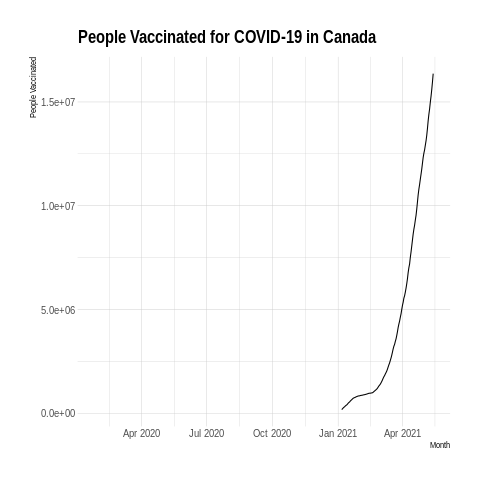 People Vaccinated for COVID-19 in Canada
People Vaccinated
1.5e+07
1.0e+07
5.0e+06
0.0e+00
Apr 2020 Jul 2020 Oct 2020 Jan 2021 Apr 2021
Month